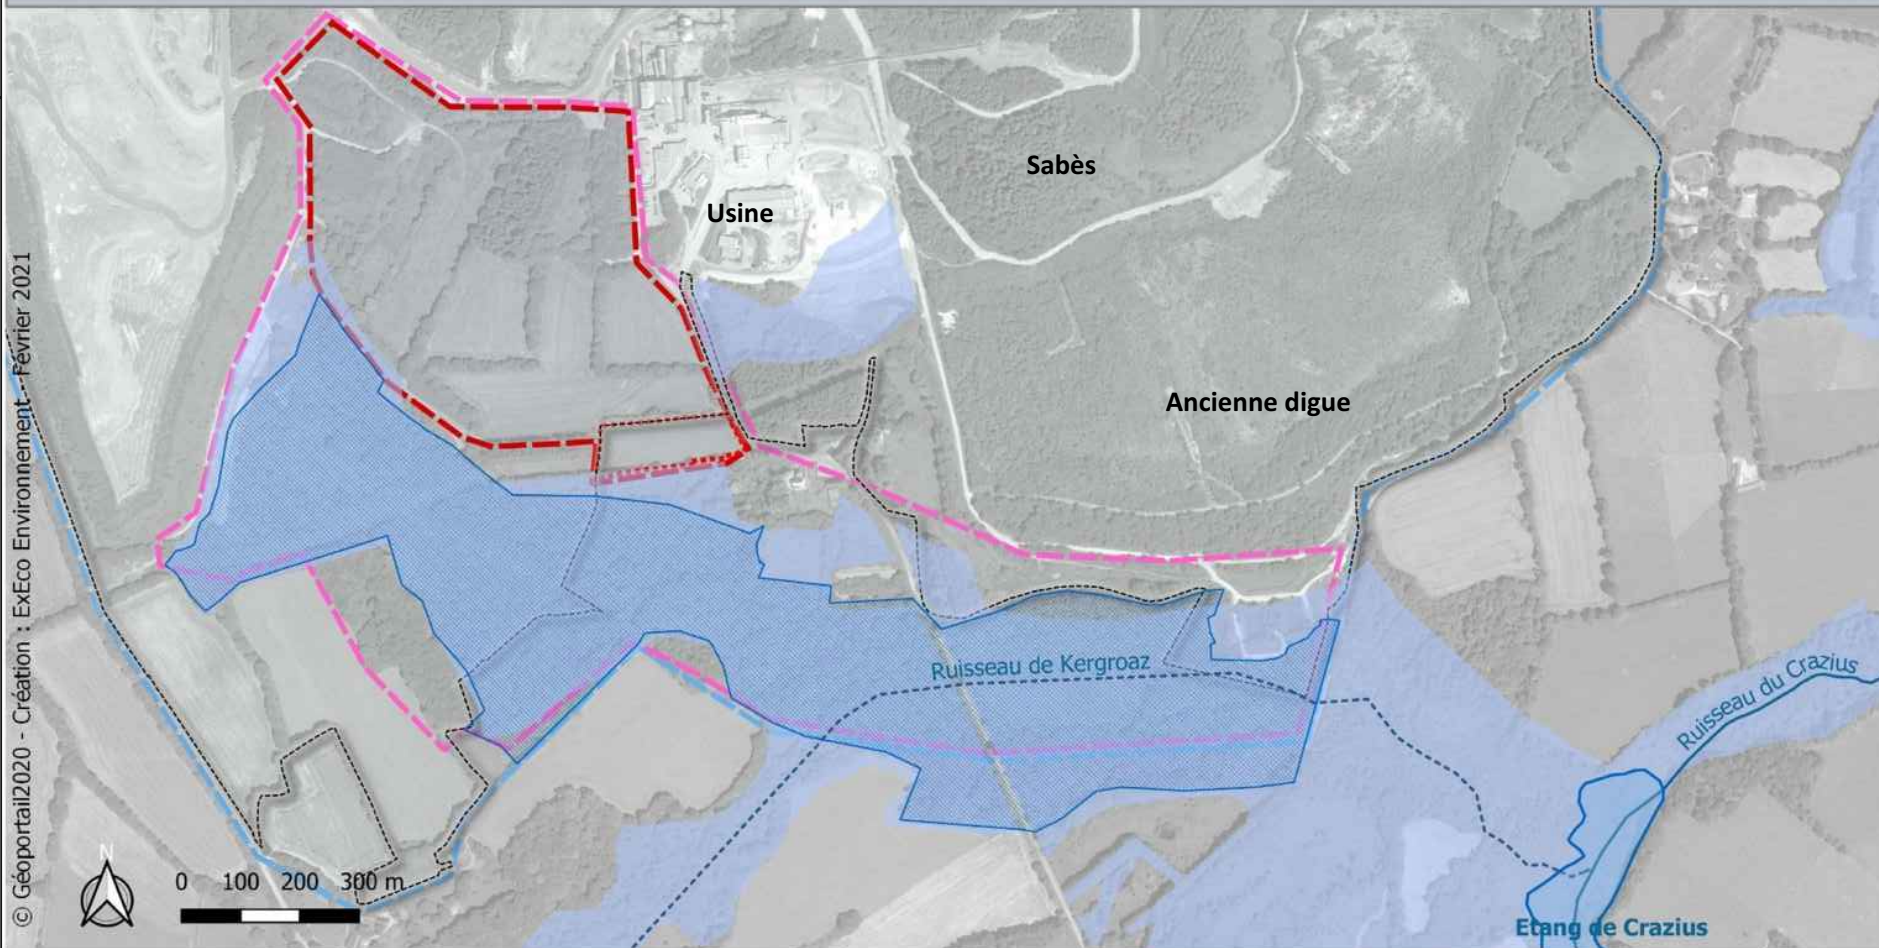 Sabès
Usine
Ancienne digue
Ruisseau de Kergroaz
Ruisseau du Crazius
Etang de Crazius
N
0 100 200 300 m
© Géoportail2020 - Création : ExEco Environnement - Février 2021